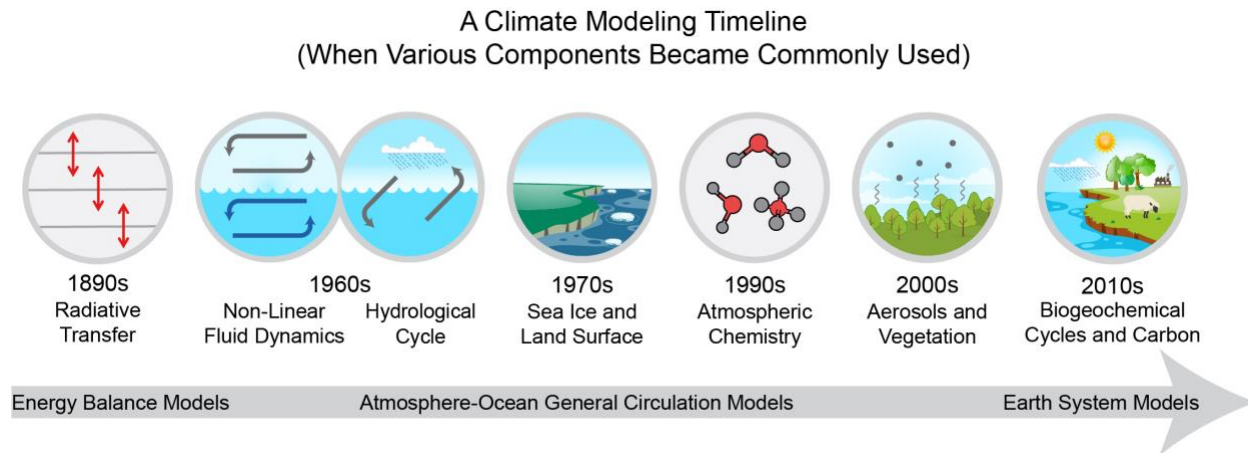 A Climate Modeling Timeline
(When Various Components Became Commonly Used)
1890s
Radiative
Transfer
1960s
Non-Linear
Fluid Dynamics
Hydrological
Cycle
1970s
Sea Ice and
Land Surface
1990s
Atmospheric
Chemistry
2000s
Aerosols and
Vegetation
2010s
Biogeochemical
Cycles and Carbon
Energy Balance Models
Atmosphere-Ocean General Circulation Models
Earth System Models